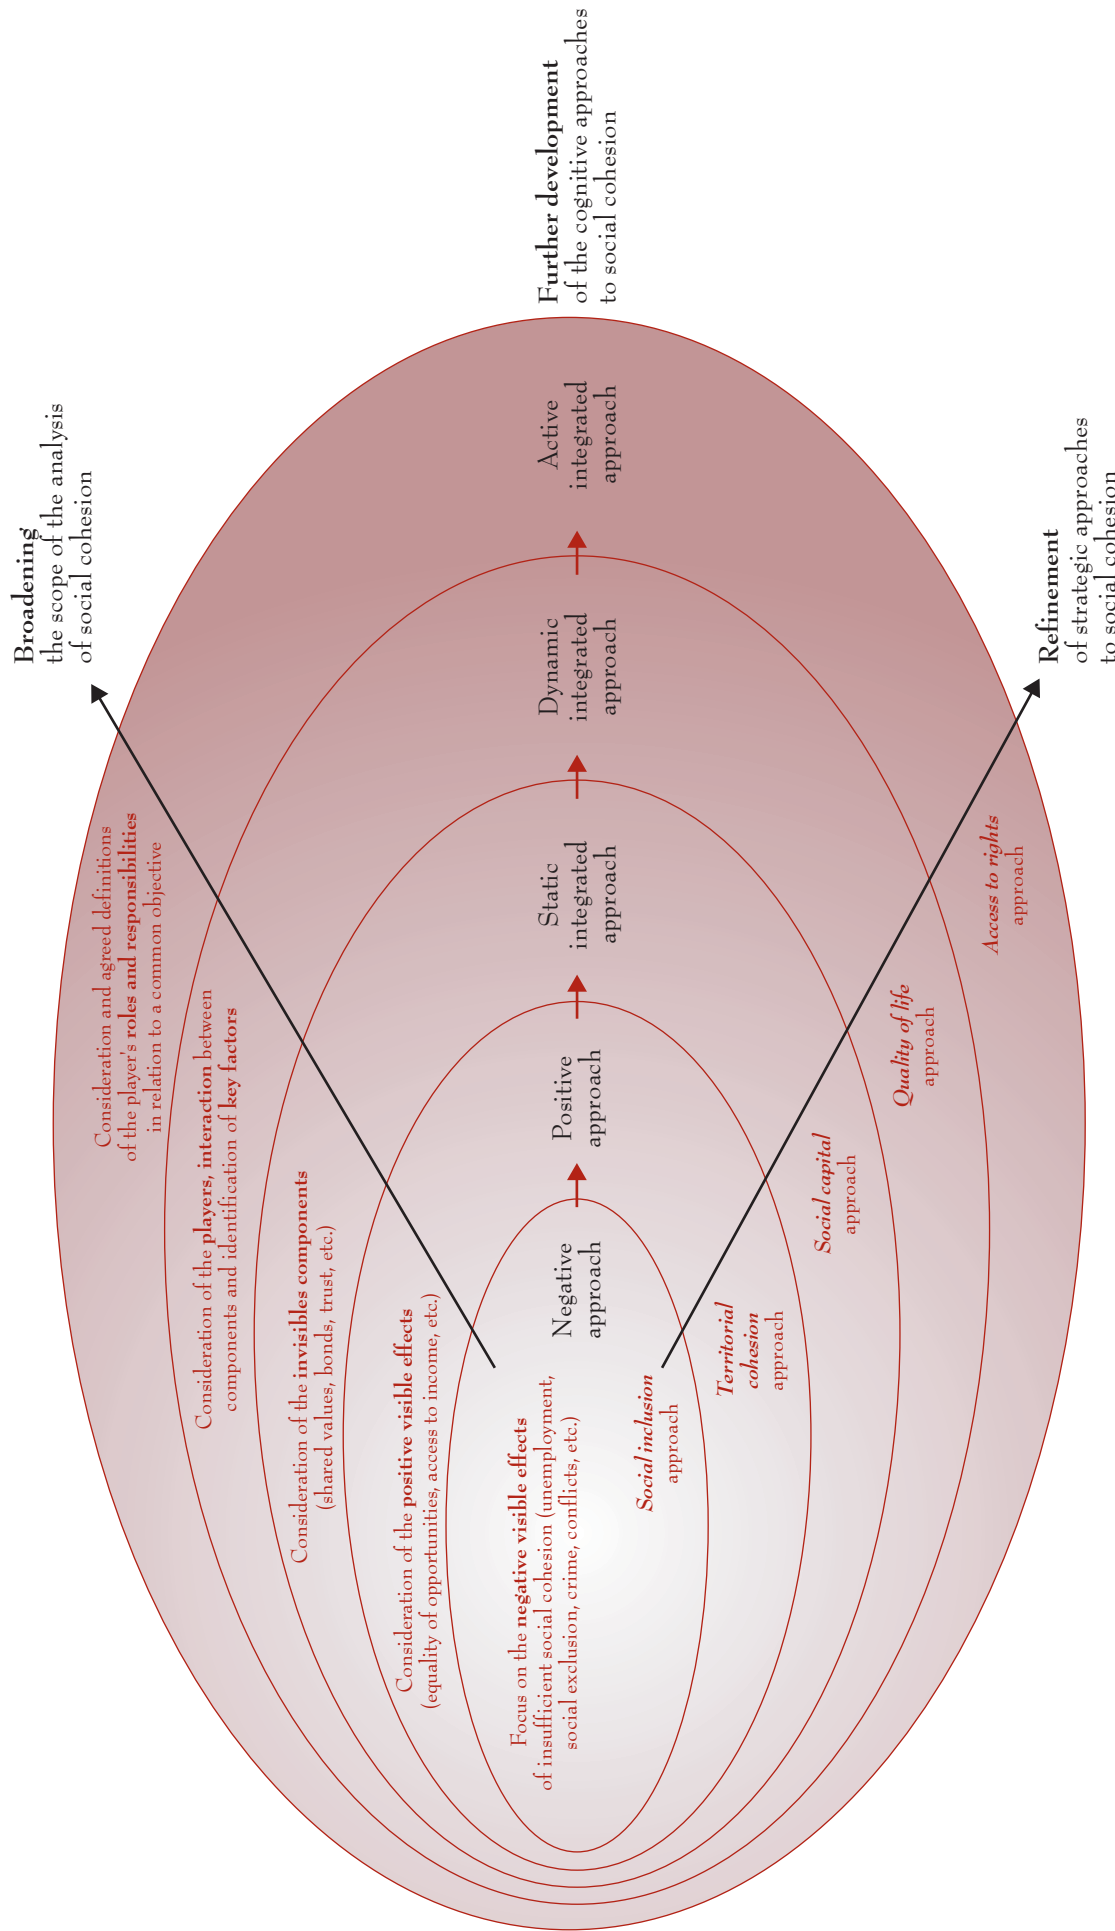 Broadening
the scope of the analysis
of social cohesion
Consideration and agreed definitions
of the player's roles and responsibilities
in relation to a common objective
Consideration of the players, interaction between
components and identification of key factors
Consideration of the invisibles components
(shared values, bonds, trust, etc.)
Consideration of the positive visible effects
(equality of opportunities, access to income, etc.)
Focus on the negative visible effects
of insufficient social cohesion (unemployment,
social exclusion, crime, conflicts, etc.)
Negative
approach
Positive
approach
Static
integrated
approach
Dynamic
integrated
approach
Active
integrated
approach
Further development
of the cognitive approaches
to social cohesion
Social inclusion
approach
Territorial
cohesion
approach
Social capital
approach
Quality of life
approach
Access to rights
approach
Refinement
of strategic approaches
to social cohesion